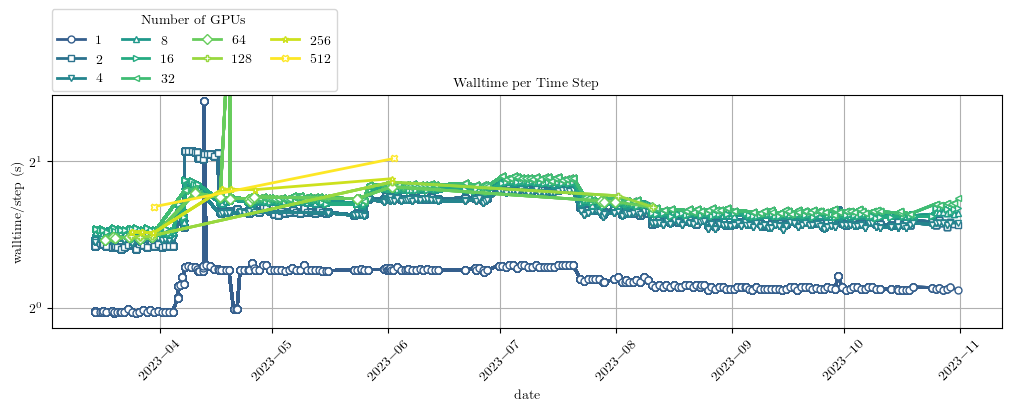 Number of GPUs
1 8 64 256
2 16 128 512
4 32
Walltime per Time Step
walltime/step (s)
2^1
2^0
2023−04 2023−05 2023−06 2023−07 2023−08 2023−09 2023−10 2023−11
date